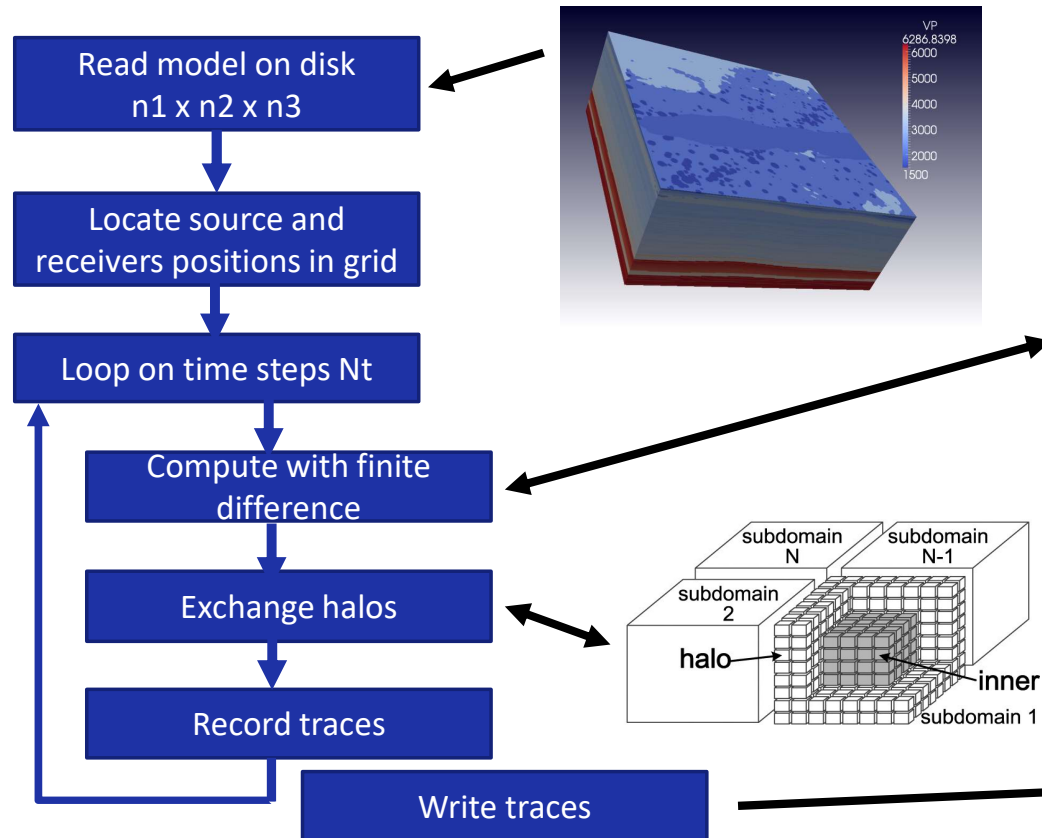 Read model on disk
n1 x n2 x n3
Locate source and
receivers positions in grid
Loop on time steps Nt
Compute with finite
difference
Exchange halos
Record traces
Write traces
VP
6286.8398
6000
5000
4000
3000
2000
1500
subdomain
N
subdomain
N-1
subdomain
2
halo
inner
subdomain 1